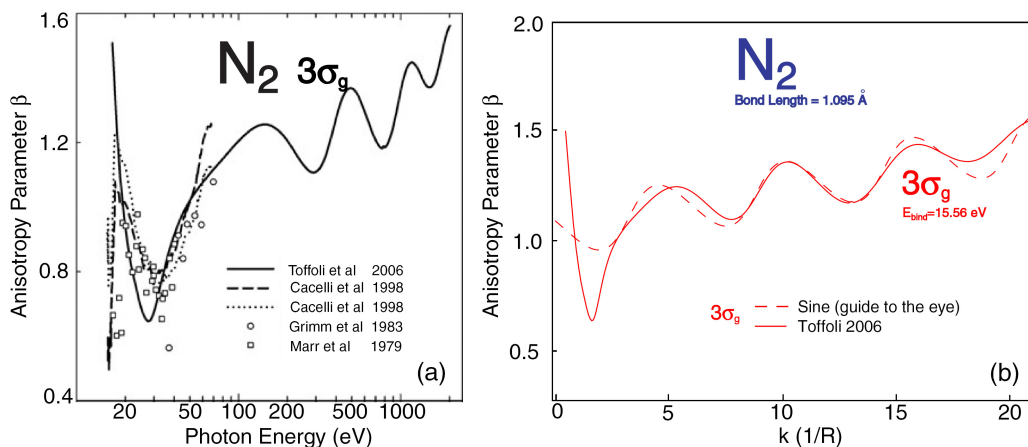 1.6
1.2
0.8
0.4
Anisotropy Parameter β
N2 3σg
Toffoli et al 2006
Cacelli et al 1998
Cacelli et al 1998
Grimm et al 1983
Marr et al 1979
(a)
20 40 60 100 200 500 1000
Photon Energy (eV)
2.0
1.5
1.0
0.5
Anisotropy Parameter β
N2
Bond Length = 1.095 Å
3σg
Ebind=15.56 eV
3σg
Sine (guide to the eye)
Toffoli 2006
(b)
0 5 10 15 20
k (1/R)